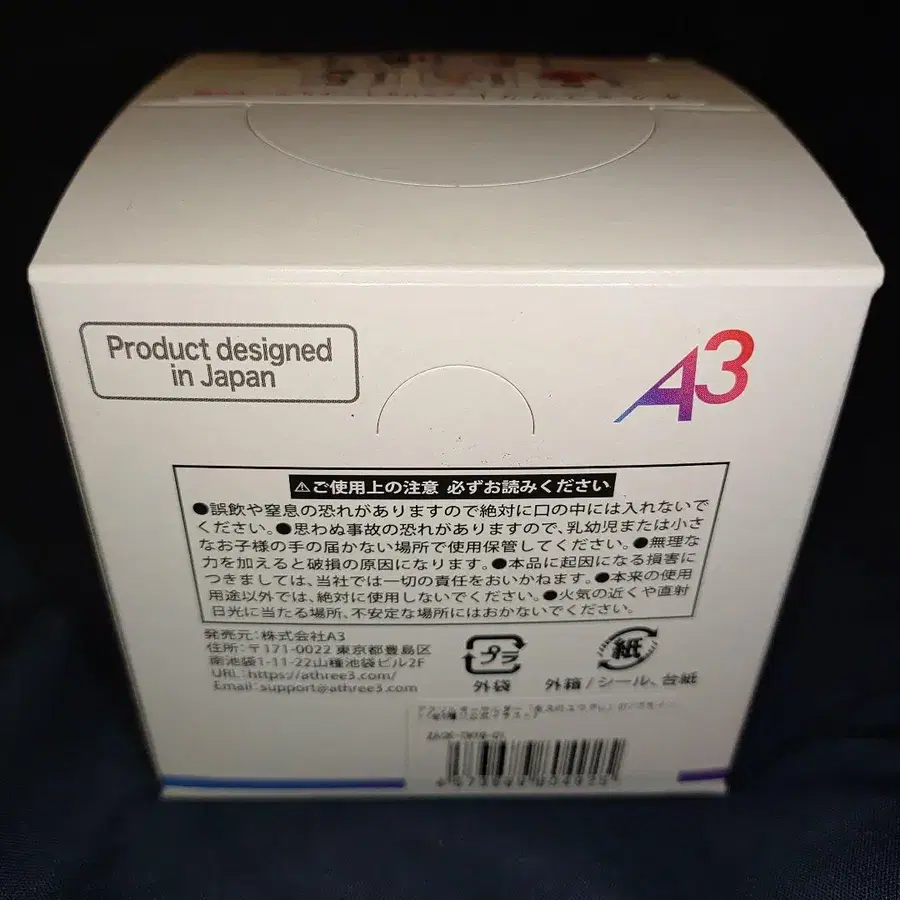 Product designed
in Japan
A3
⚠ご使用上の注意 必ずお読みください
●誤飲や窒息の恐れがありますので絶対に口の中には入れないで
ください。●思わぬ事故の恐れがありますので、乳幼児または小さ
なお子様の手の届かない場所で使用保管してください。●無理な
力を加えると破損の原因になります。●本品に起因になる損害に
つきましては、当社では一切の責任をおいかねます。●本来の使用
用途以外では、絶対に使用しないでください。●火気の近くや直射
日光に当たる場所、不安定な場所にはおかないでください。
発売元:株式会社A3
住所:〒171-0022 東京都豊島区
南池袋1-11-22山種池袋ビル2F
URL:https://athree3.com/
Email:support@athree3.com
プラ
外袋
紙
外箱/シール、台紙